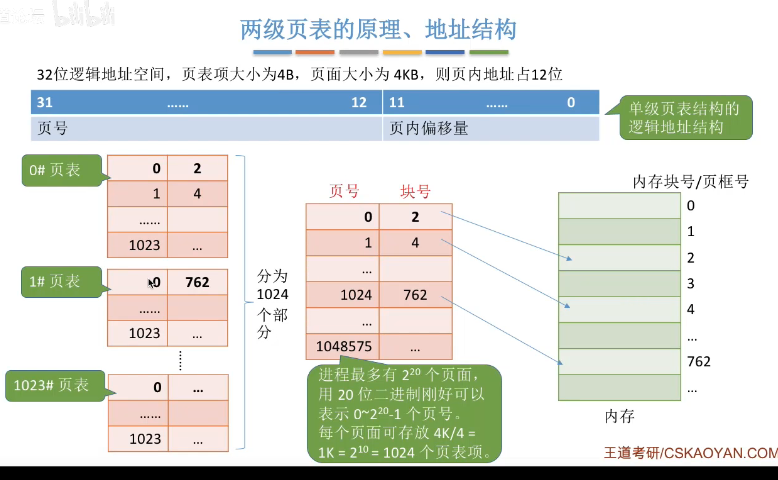 bilibili
两级页表的原理、地址结构
32位逻辑地址空间，页表项大小为4B，页面大小为 4KB，则页内地址占12位
31 …… 12 11 …… 0
页号 页内偏移量
单级页表结构的
逻辑地址结构
0# 页表
0 2
1 4
……
1023 …
1# 页表
0 762
……
1023 …
1023# 页表
0 …
……
1023 …
分为
1024
个部
分
页号 块号
0 2
1 4
…
1024 762
…
1048575 …
进程最多有 2²⁰ 个页面，
用 20 位二进制刚好可以
表示 0~2²⁰-1 个页号。
每个页面可存放 4K/4 =
1K = 2¹⁰ = 1024 个页表项。
内存块号/页框号
0
1
2
3
4
…
762
…
内存
王道考研/CSKAOYAN.COM